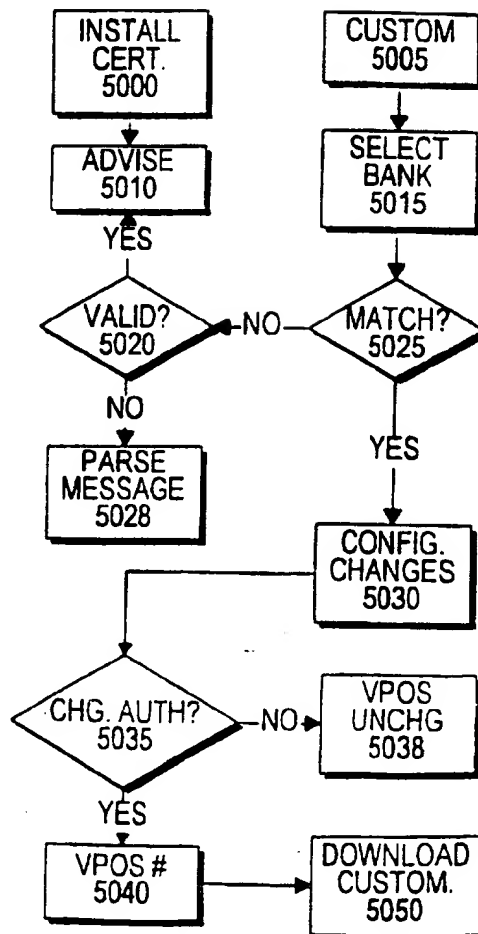 INSTALL
CERT.
5000
CUSTOM
5005
ADVISE
5010
SELECT
BANK
5015
YES
VALID?
5020
NO
MATCH?
5025
NO
YES
PARSE
MESSAGE
5028
CONFIG.
CHANGES
5030
CHG. AUTH?
5035
NO
VPOS
UNCHG
5038
YES
VPOS #
5040
DOWNLOAD
CUSTOM.
5050